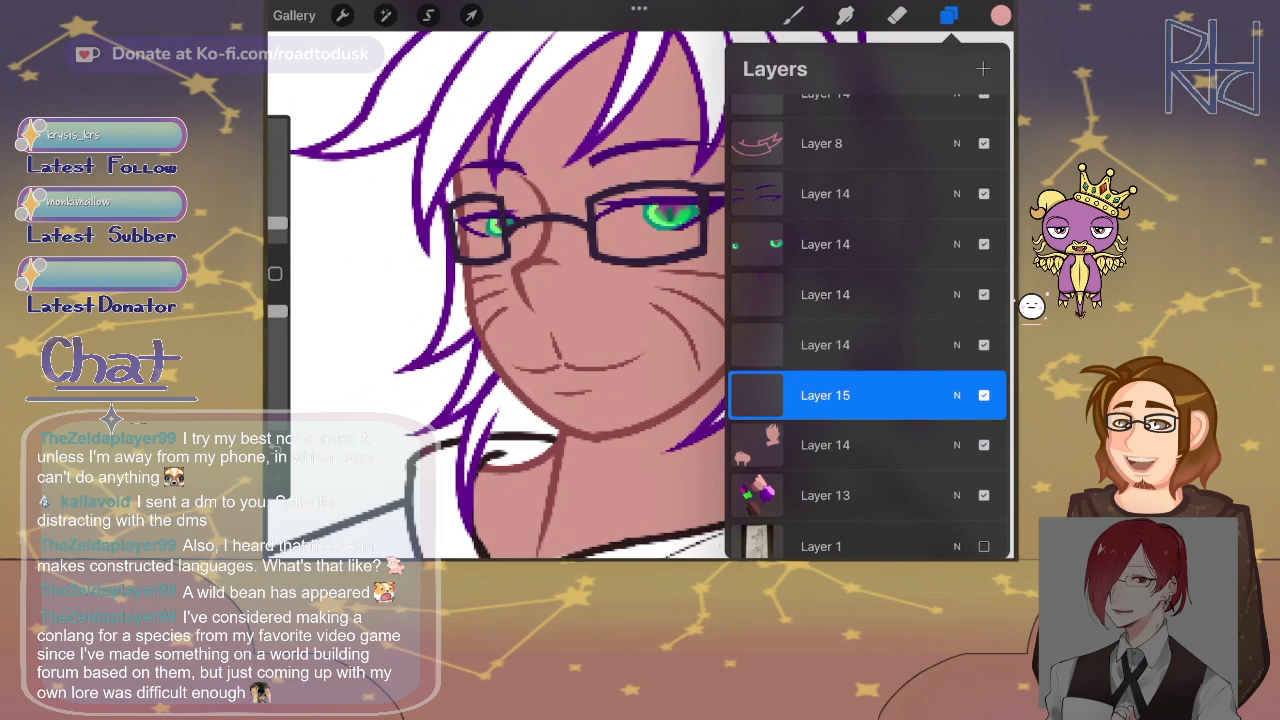 Gallery
Donate at Ko-fi.com/roadtodusk
Layers
Layer 14 N
Layer 8 N
Layer 14 N
Layer 14 N
Layer 14 N
Layer 14 N
Layer 15 N
Layer 14 N
Layer 13 N
Layer 1 N
krysis_krs
Latest Follow
monkimallow
Latest Subber
Latest Donator
Chat
TheZeldaplayer99 I try my best
unless I'm away from my phone, in
can't do anything
kallavoid I sent a dm to you.
distracting with the dms
TheZeldaplayer99 Also, I heard that
makes constructed languages. What's that like?
TheZeldaplayer99 A wild bean has appeared
TheZeldaplayer99 I've considered making a
conlang for a species from my favorite video game
since I've made something on a world building
forum based on them, but just coming up with my
own lore was difficult enough